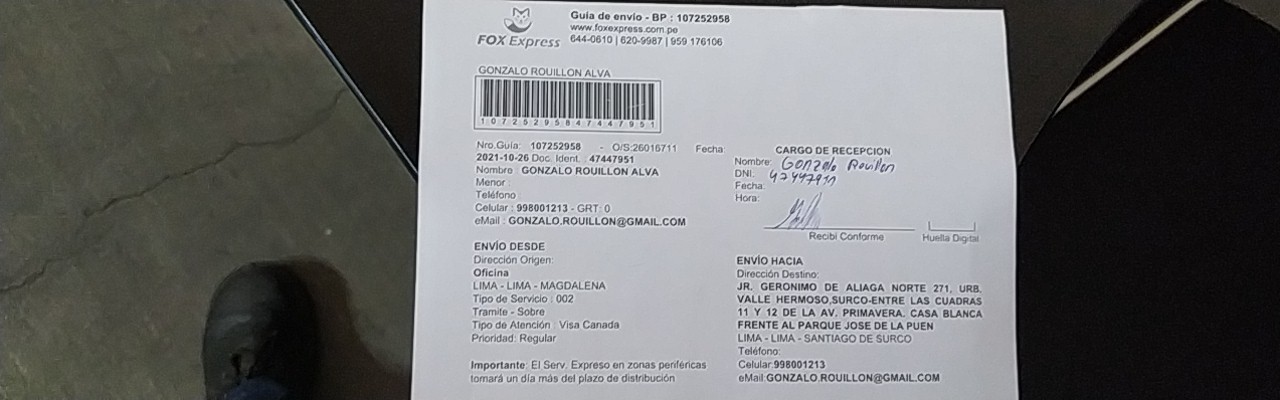 FOX Express
Guía de envío - BP : 107252958
www.foxexpress.com.pe
644-0610 | 620-9987 | 959 176106
GONZALO ROUILLON ALVA
10725295847447951
Nro.Guía: 107252958 - O/S:26016711 Fecha:
2021-10-26 Doc. Ident. : 47447951
Nombre : GONZALO ROUILLON ALVA
Menor :
Teléfono :
Celular : 998001213 - GRT: 0
eMail : GONZALO.ROUILLON@GMAIL.COM
ENVÍO DESDE
Dirección Origen:
Oficina
LIMA - LIMA - MAGDALENA
Tipo de Servicio : 002
Tramite - Sobre
Tipo de Atención : Visa Canada
Prioridad: Regular
Importante: El Serv. Expreso en zonas periféricas
tomará un día más del plazo de distribución
CARGO DE RECEPCION
Nombre: Gonzalo Rouillon
DNI: 47447951
Fecha:
Hora:
Recibí Conforme
Huella Digital
ENVÍO HACIA
Dirección Destino:
JR. GERONIMO DE ALIAGA NORTE 271, URB.
VALLE HERMOSO,SURCO-ENTRE LAS CUADRAS
11 Y 12 DE LA AV. PRIMAVERA. CASA BLANCA
FRENTE AL PARQUE JOSE DE LA PUEN
LIMA - LIMA - SANTIAGO DE SURCO
Teléfono:
Celular:998001213
eMail:GONZALO.ROUILLON@GMAIL.COM